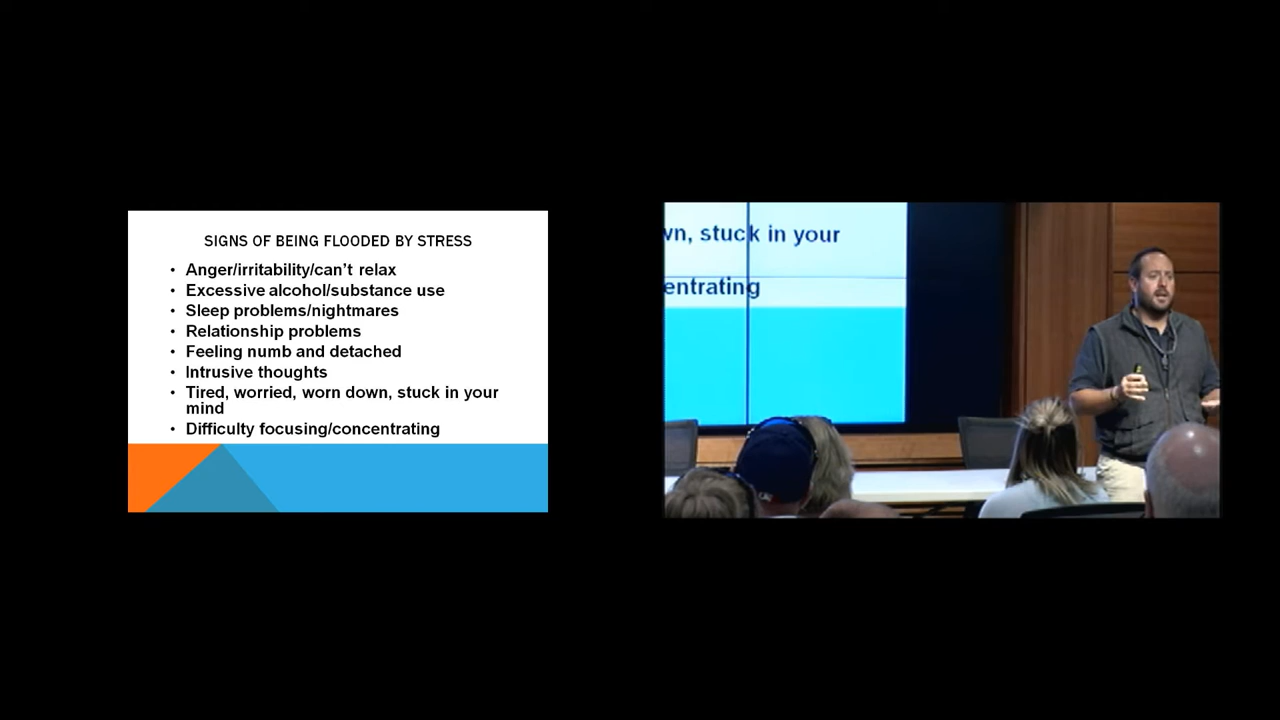 SIGNS OF BEING FLOODED BY STRESS
• Anger/irritability/can't relax
• Excessive alcohol/substance use
• Sleep problems/nightmares
• Relationship problems
• Feeling numb and detached
• Intrusive thoughts
• Tired, worried, worn down, stuck in your
mind
• Difficulty focusing/concentrating
wn, stuck in your
entrating